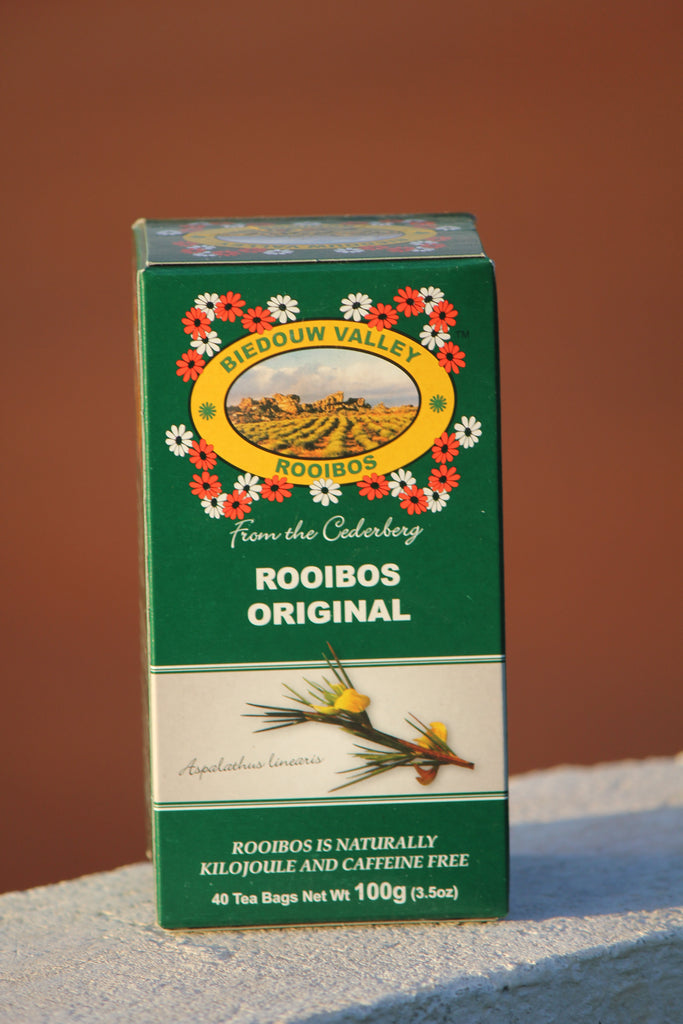 BIEDOUW VALLEY
TM
ROOIBOS
From the Cederberg
ROOIBOS
ORIGINAL
Aspalathus linearis
ROOIBOS IS NATURALLY
KILOJOULE AND CAFFEINE FREE
40 Tea Bags Net Wt 100g (3.5oz)